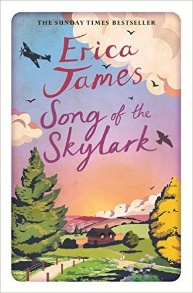 THE SUNDAY TIMES BESTSELLER
Erica
James
Song of the
Skylark